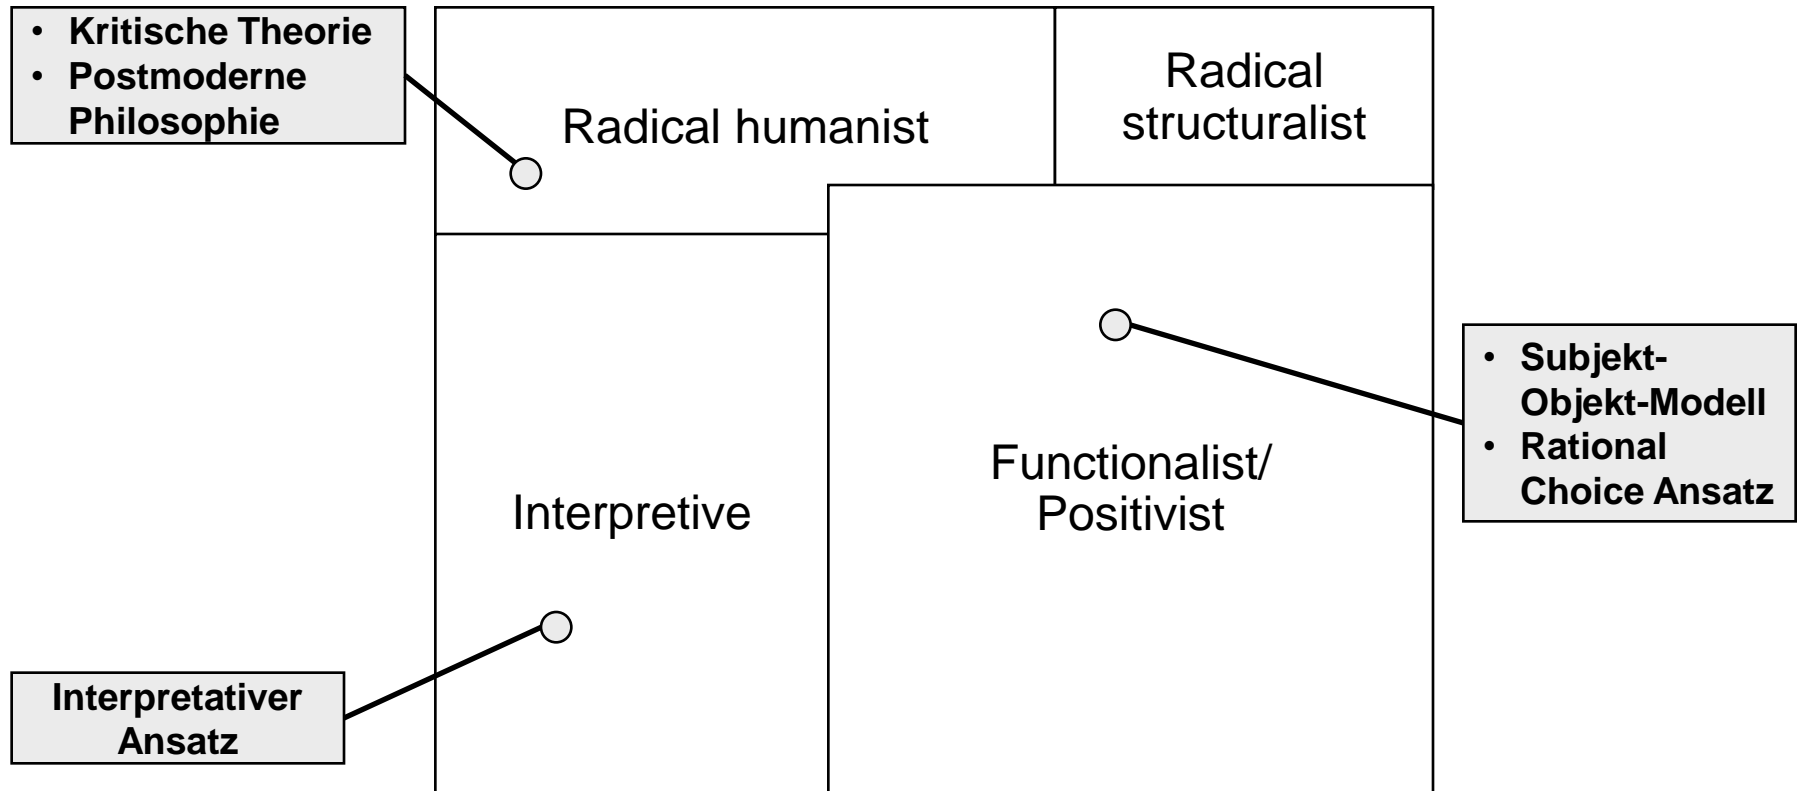 • Kritische Theorie
• Postmoderne
Philosophie
Radical humanist
Radical
structuralist
• Subjekt-
Objekt-Modell
• Rational
Choice Ansatz
Functionalist/
Positivist
Interpretive
Interpretativer
Ansatz